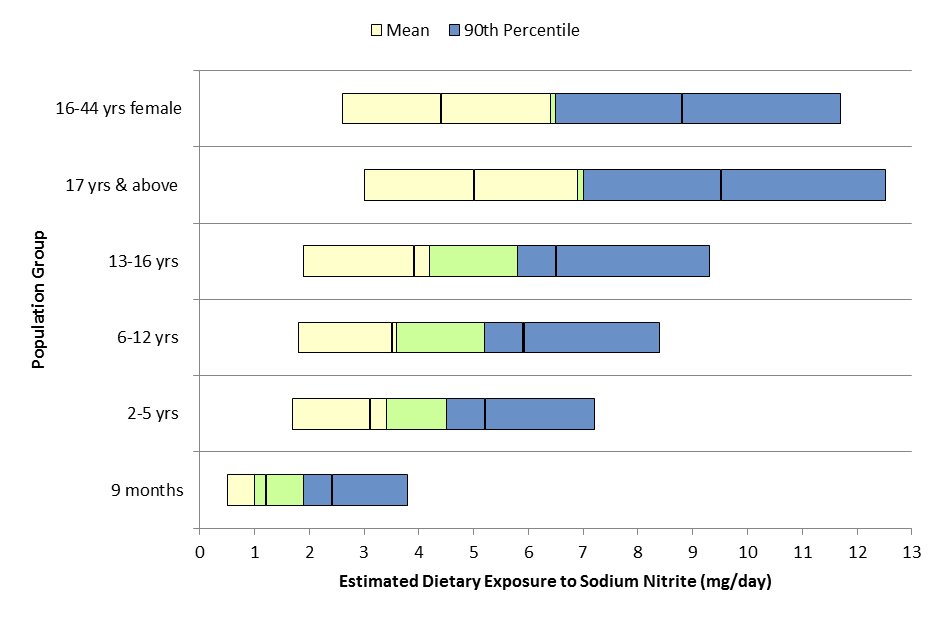 Mean 90th Percentile
16-44 yrs female
17 yrs & above
13-16 yrs
6-12 yrs
2-5 yrs
9 months
Population Group
0 1 2 3 4 5 6 7 8 9 10 11 12 13
Estimated Dietary Exposure to Sodium Nitrite (mg/day)